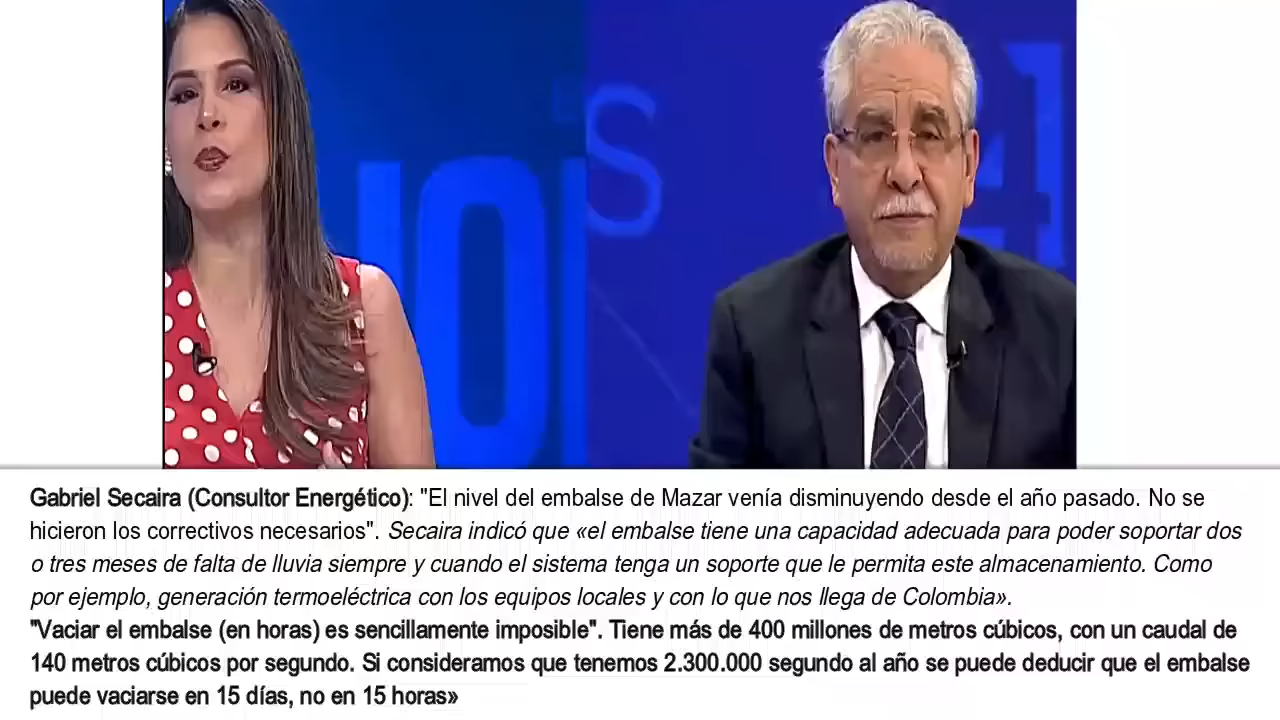 NOI
S
Gabriel Secaira (Consultor Energético): "El nivel del embalse de Mazar venía disminuyendo desde el año pasado. No se
hicieron los correctivos necesarios". Secaira indicó que «el embalse tiene una capacidad adecuada para poder soportar dos
o tres meses de falta de lluvia siempre y cuando el sistema tenga un soporte que le permita este almacenamiento. Como
por ejemplo, generación termoeléctrica con los equipos locales y con lo que nos llega de Colombia».
"Vaciar el embalse (en horas) es sencillamente imposible". Tiene más de 400 millones de metros cúbicos, con un caudal de
140 metros cúbicos por segundo. Si consideramos que tenemos 2.300.000 segundo al año se puede deducir que el embalse
puede vaciarse en 15 días, no en 15 horas»